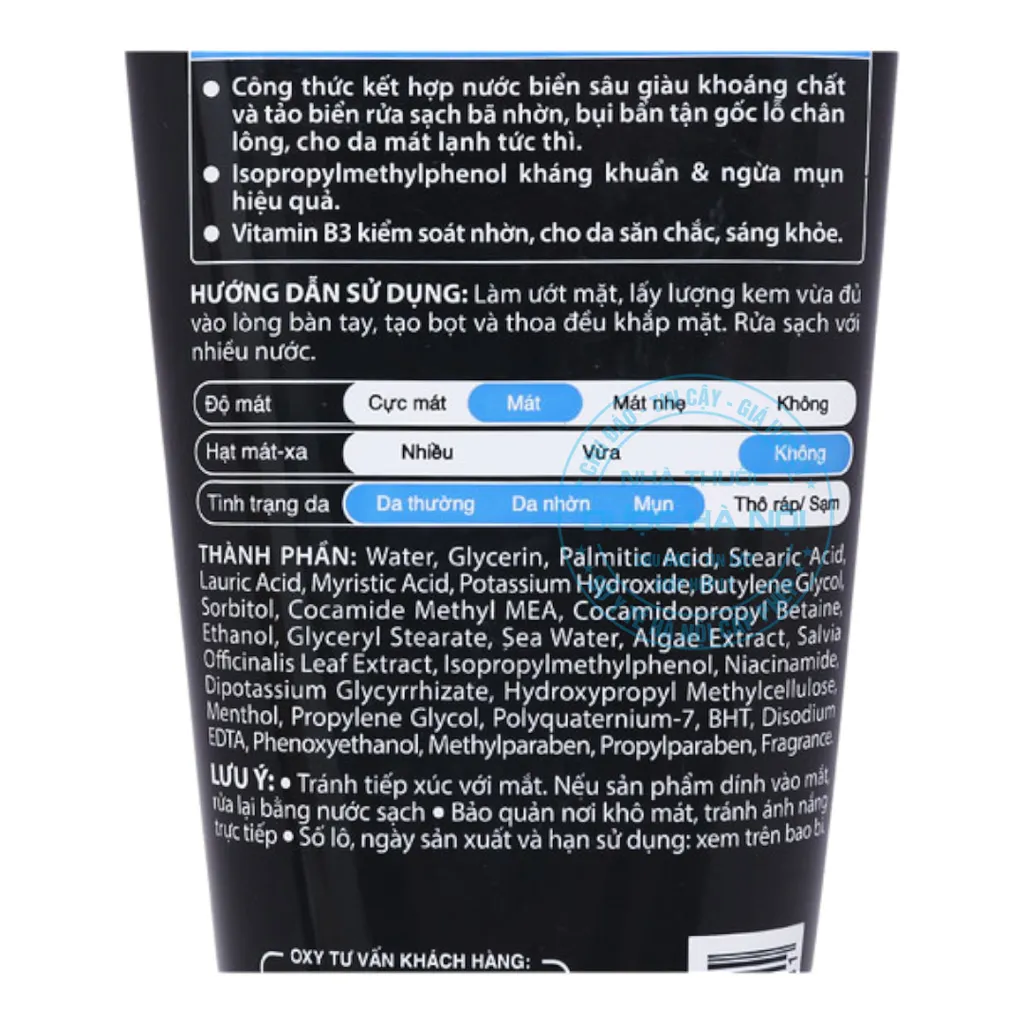 • Công thức kết hợp nước biển sâu giàu khoáng chất
và tảo biển rửa sạch bã nhờn, bụi bẩn tận gốc lỗ chân
lông, cho da mát lạnh tức thì.
• Isopropylmethylphenol kháng khuẩn & ngừa mụn
hiệu quả.
• Vitamin B3 kiểm soát nhờn, cho da săn chắc, sáng khỏe.
HƯỚNG DẪN SỬ DỤNG: Làm ướt mặt, lấy lượng kem vừa đủ
vào lòng bàn tay, tạo bọt và thoa đều khắp mặt. Rửa sạch với
nhiều nước.
Độ mát Cực mát Mát Mát nhẹ Không
Hạt mát-xa Nhiều Vừa Không
Tình trạng da Da thường Da nhờn Mụn Thô ráp/ Sạm
NHÀ THUỐC
HÀ NỘI
THÀNH PHẦN: Water, Glycerin, Palmitic Acid, Stearic Acid,
Lauric Acid, Myristic Acid, Potassium Hydroxide, Butylene Glycol,
Sorbitol, Cocamide Methyl MEA, Cocamidopropyl Betaine,
Ethanol, Glyceryl Stearate, Sea Water, Algae Extract, Salvia
Officinalis Leaf Extract, Isopropylmethylphenol, Niacinamide,
Dipotassium Glycyrrhizate, Hydroxypropyl Methylcellulose,
Menthol, Propylene Glycol, Polyquaternium-7, BHT, Disodium
EDTA, Phenoxyethanol, Methylparaben, Propylparaben, Fragrance.
LƯU Ý: • Tránh tiếp xúc với mắt. Nếu sản phẩm dính vào mắt,
rửa lại bằng nước sạch • Bảo quản nơi khô mát, tránh ánh nắng
trực tiếp • Số lô, ngày sản xuất và hạn sử dụng: xem trên bao bì.
OXY TƯ VẤN KHÁCH HÀNG: